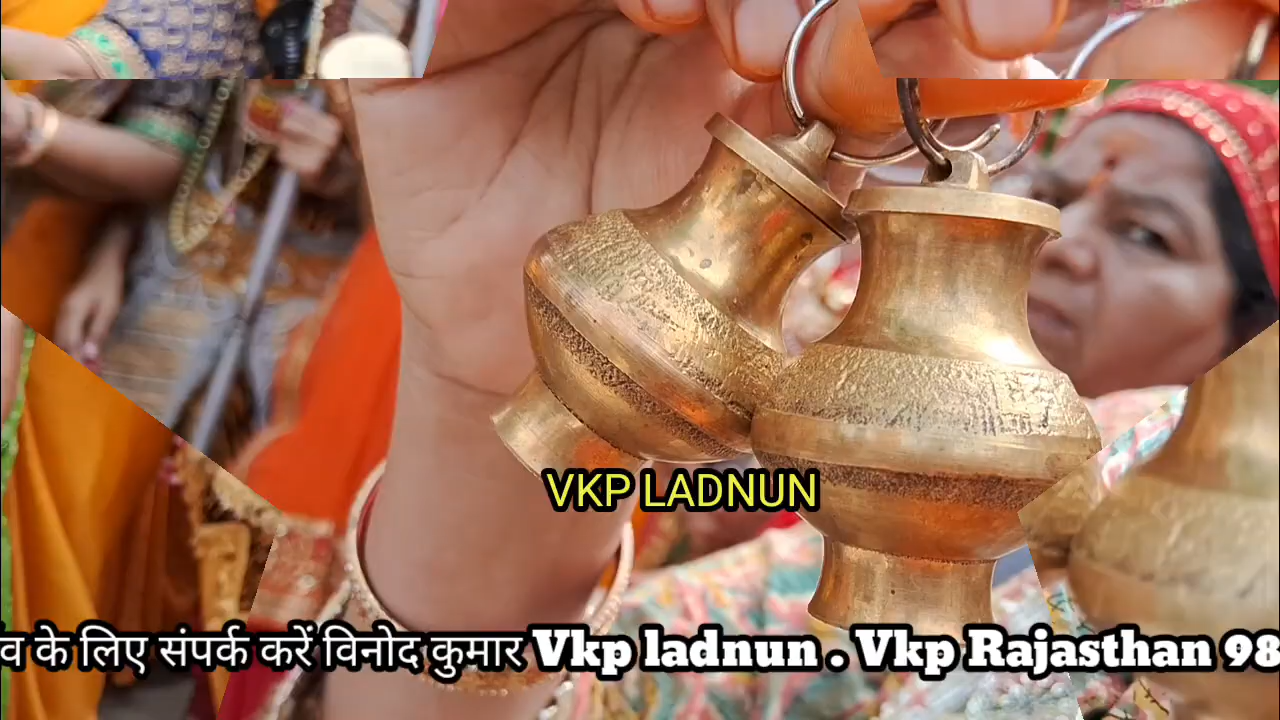 VKP LADNUN
व के लिए संपर्क करें विनोद कुमार Vkp ladnun . Vkp Rajasthan 98